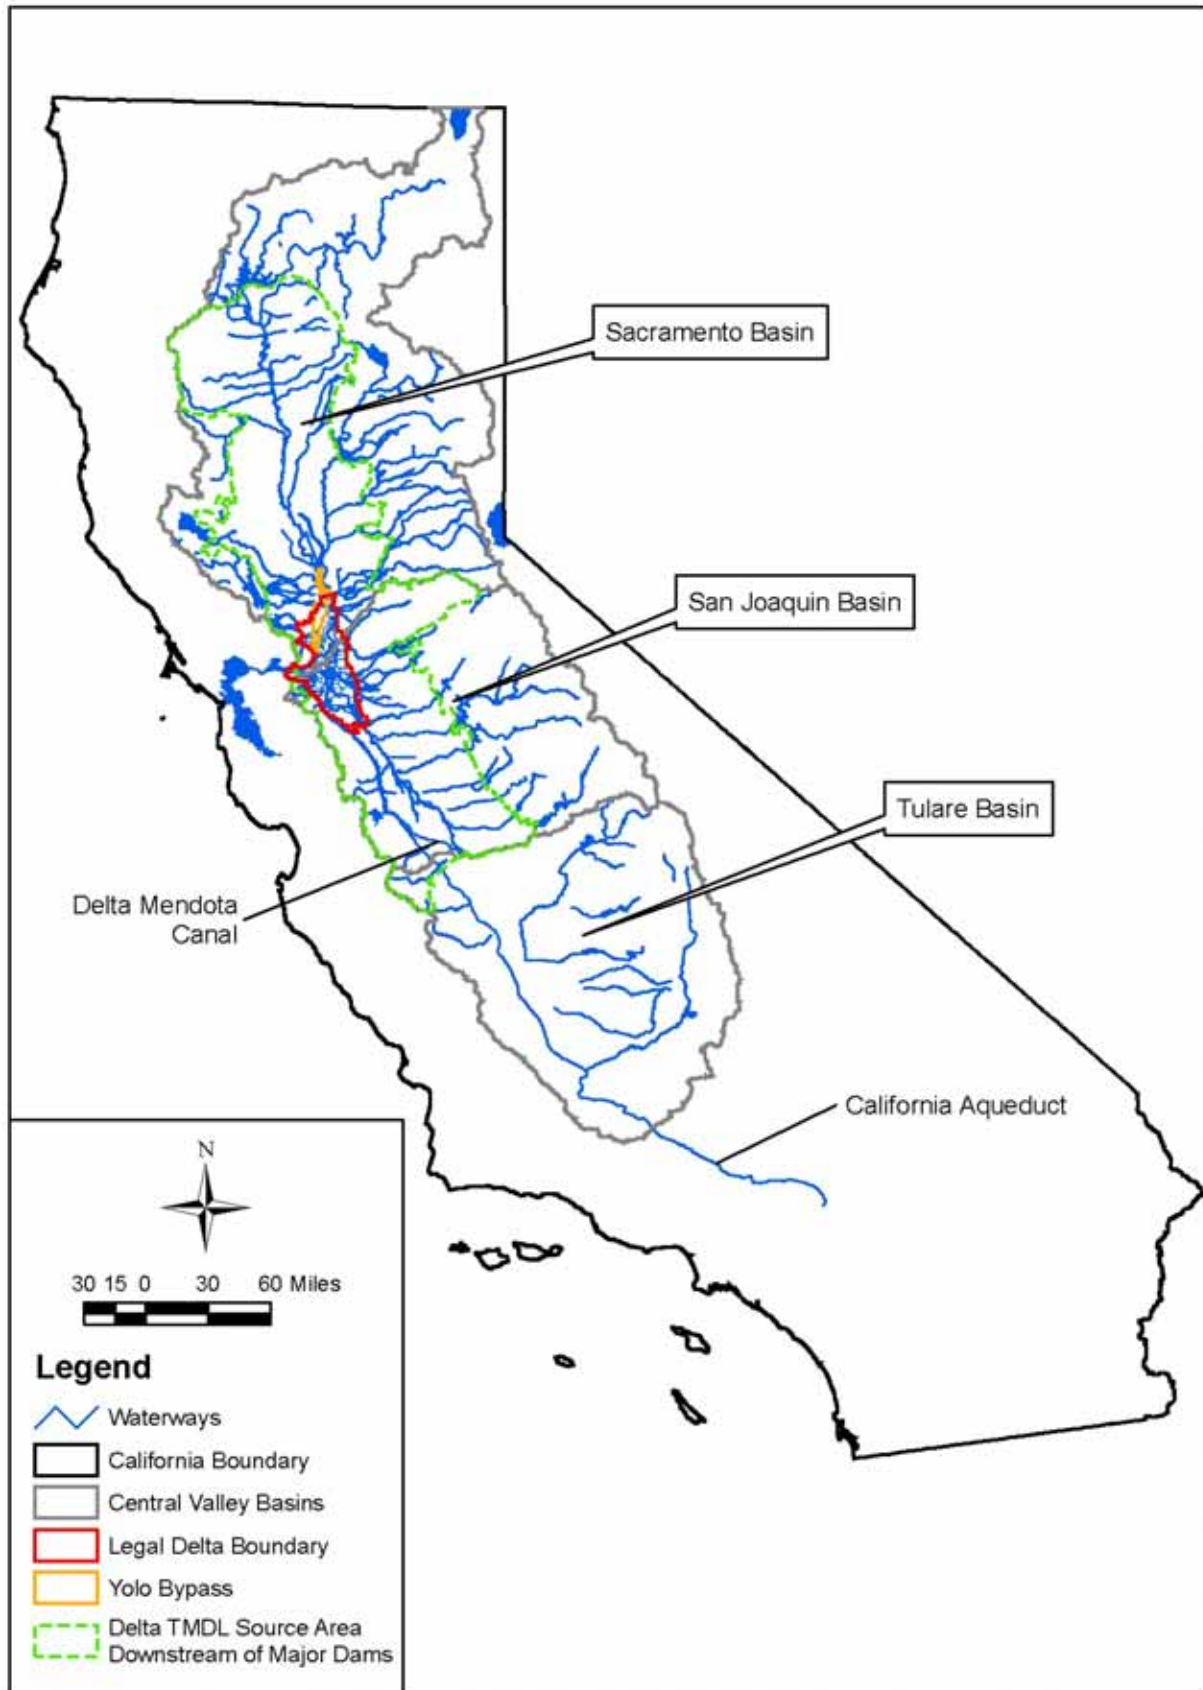 Sacramento Basin
San Joaquin Basin
Tulare Basin
Delta Mendota
Canal
California Aqueduct
N
30 15 0 30 60 Miles
Legend
Waterways
California Boundary
Central Valley Basins
Legal Delta Boundary
Yolo Bypass
Delta TMDL Source Area
Downstream of Major Dams